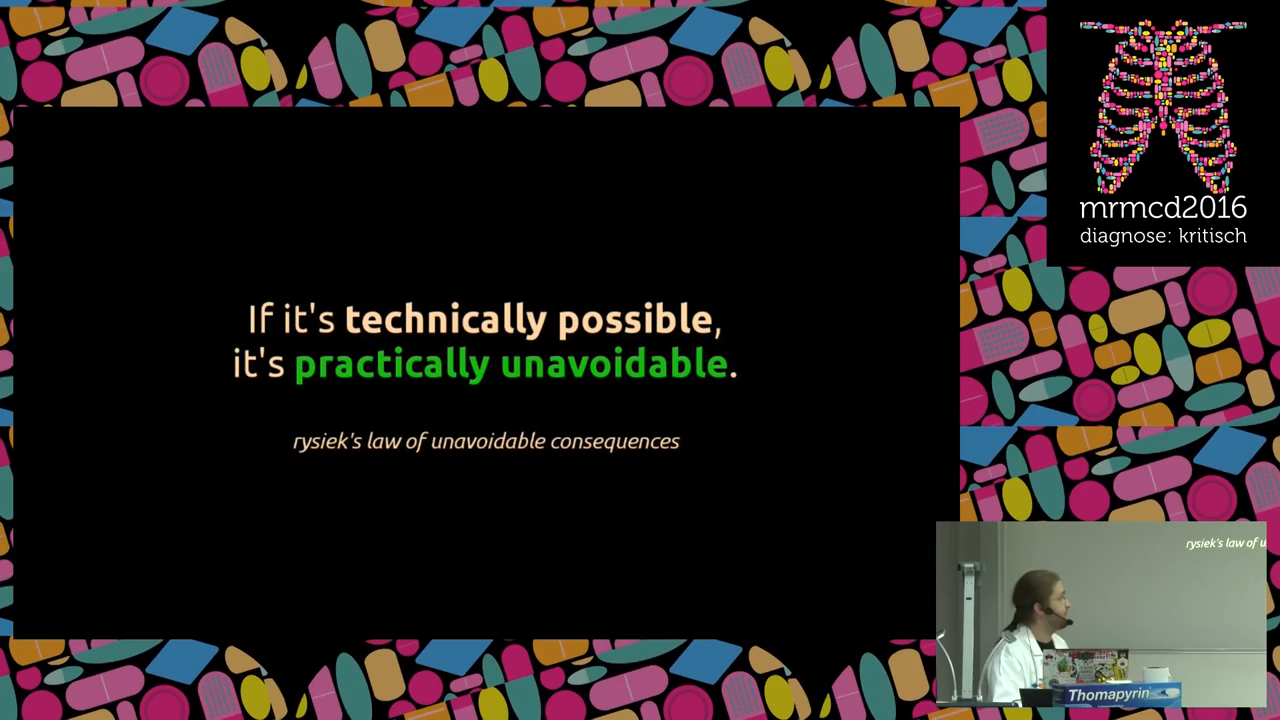 mrmcd2016
diagnose: kritisch
If it's technically possible,
it's practically unavoidable.
rysiek's law of unavoidable consequences
rysiek's law of u
Thomapyrin